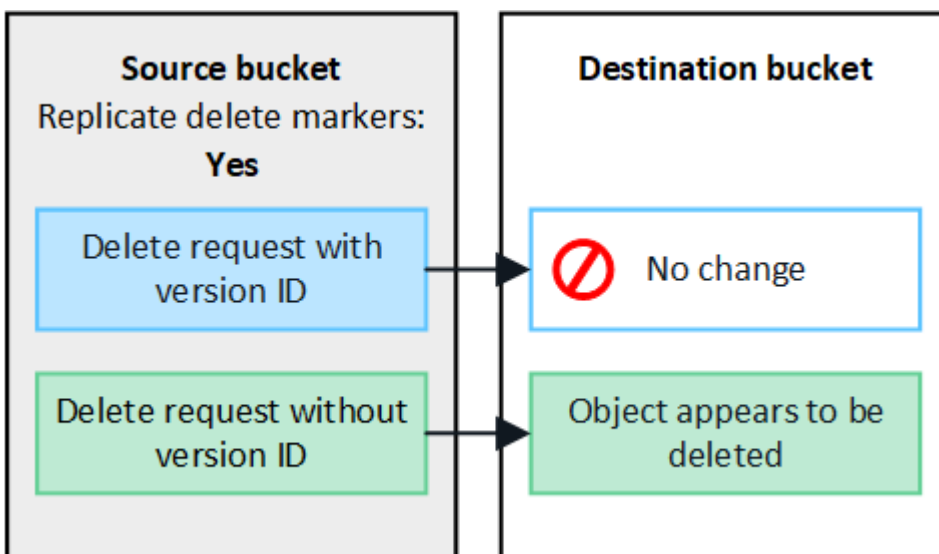 Source bucket
Replicate delete markers:
Yes
Delete request with
version ID
Delete request without
version ID
Destination bucket
No change
Object appears to be
deleted